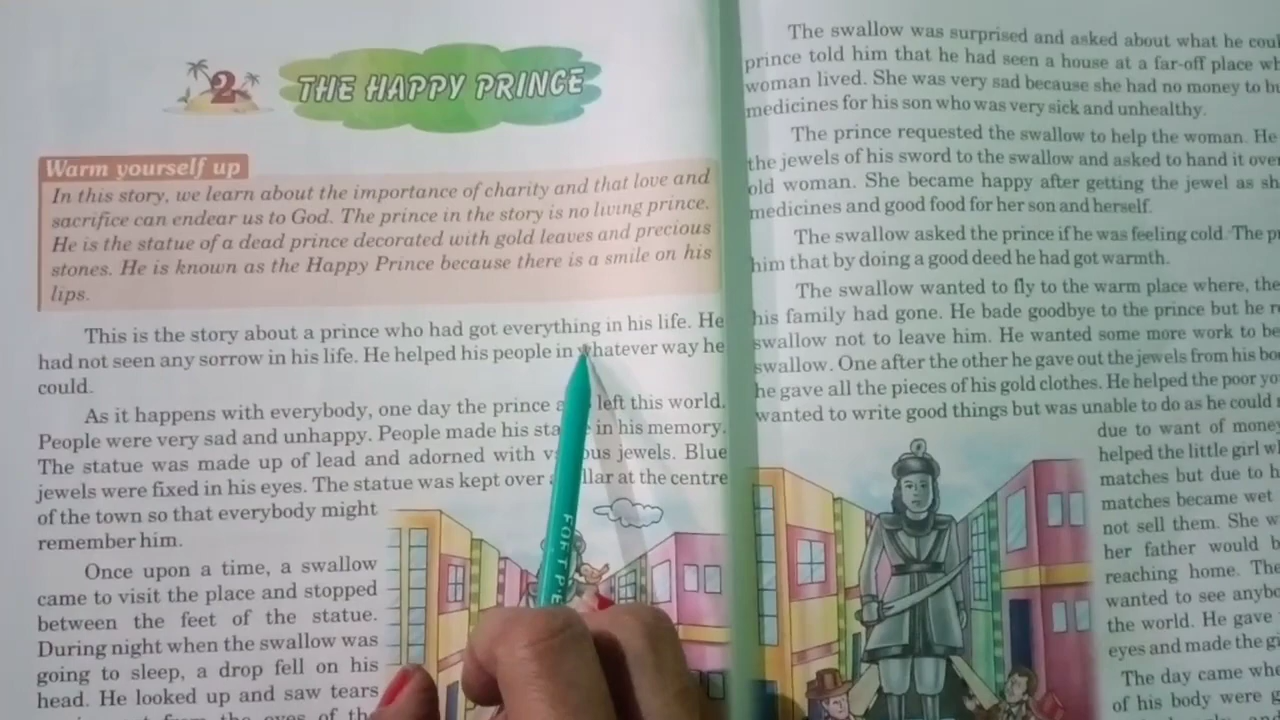 2
THE HAPPY PRINCE
Warm yourself up
In this story, we learn about the importance of charity and that love and
sacrifice can endear us to God. The prince in the story is no living prince.
He is the statue of a dead prince decorated with gold leaves and precious
stones. He is known as the Happy Prince because there is a smile on his
lips.
This is the story about a prince who had got everything in his life. He
had not seen any sorrow in his life. He helped his people in whatever way he
could.
As it happens with everybody, one day the prince left this world.
People were very sad and unhappy. People made his in his memory.
The statue was made up of lead and adorned with jewels. Blue
jewels were fixed in his eyes. The statue was kept over at the centre
of the town so that everybody might
remember him.
Once upon a time, a swallow
came to visit the place and stopped
between the feet of the statue.
During night when the swallow was
going to sleep, a drop fell on his
head. He looked up and saw tears
from the eyes of
FOR T PE
The swallow was surprised and asked about what he
prince told him that he had seen a house at a far-off place
woman lived. She was very sad because she had no money to
medicines for his son who was very sick and unhealthy.
The prince requested the swallow to help the woman. He
the jewels of his sword to the swallow and asked to hand it
old woman. She became happy after getting the jewel as
medicines and good food for her son and herself.
The swallow asked the prince if he was feeling cold. The
him that by doing a good deed he had got warmth.
The swallow wanted to fly to the warm place where, the
his family had gone. He bade goodbye to the prince but he
swallow not to leave him. He wanted some more work to
swallow. One after the other he gave out the jewels from his
he gave all the pieces of his gold clothes. He helped the poor
wanted to write good things but was unable to do as he could
due to want of
helped the little girl
matches but due to
matches became wet
not sell them. She
her father would
reaching home. The
wanted to see
the world. He gave
eyes and made the
The day came
of his body were